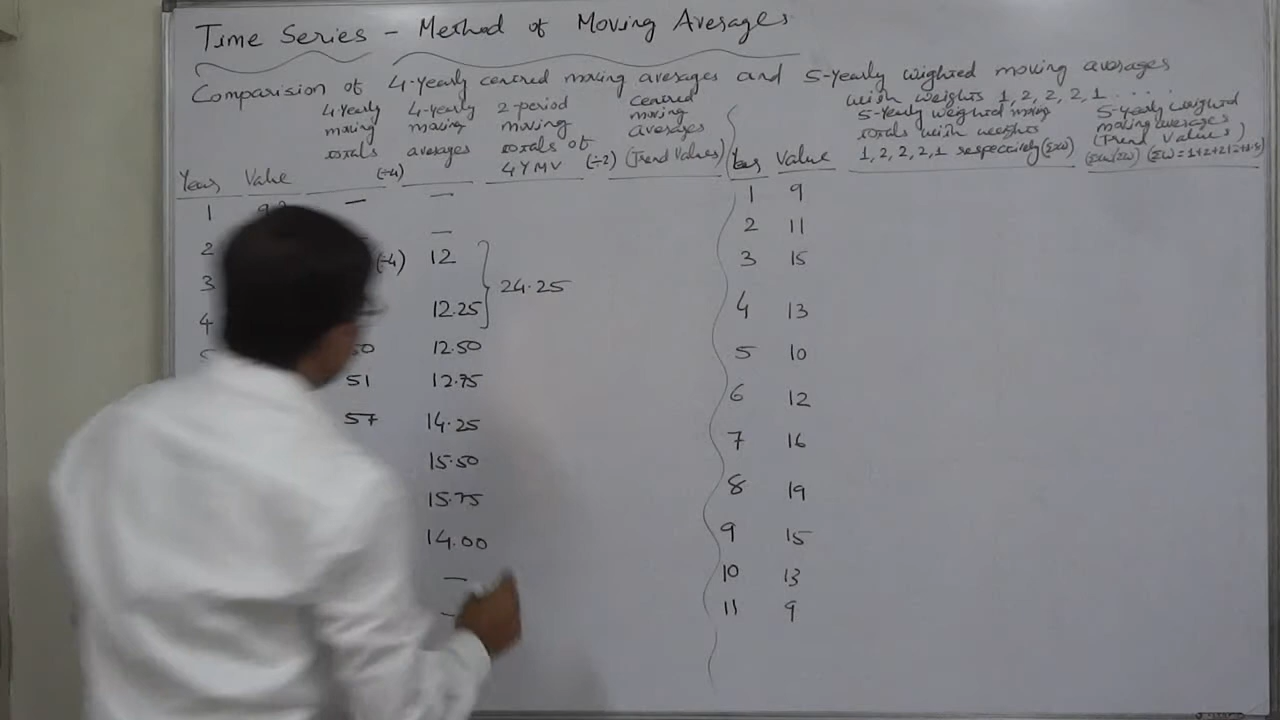 Time Series - Method of Moving Averages
Comparision of 4-Yearly centred moving averages and 5-Yearly wighted moving averages
with weights 1, 2, 2, 2, 1 . . . .
Years
Value
4-Yearly
moving
totals
(÷4)
4-Yearly
moving
averages
2-period
moving
totals of
4 YMV (÷2)
Centred
moving
averages
(Trend Values)
1 — —
2 —
(÷4) 12
3
24.25
4 12.25
50 12.50
51 12.75
57 14.25
15.50
15.75
14.00
—
—
Years Value
5-Yearly weighted moving
totals with weights
1, 2, 2, 2, 1 respectively
5-Yearly weighted
moving averages
(Trend Values)
1 9
2 11
3 15
4 13
5 10
6 12
7 16
8 19
9 15
10 13
11 9